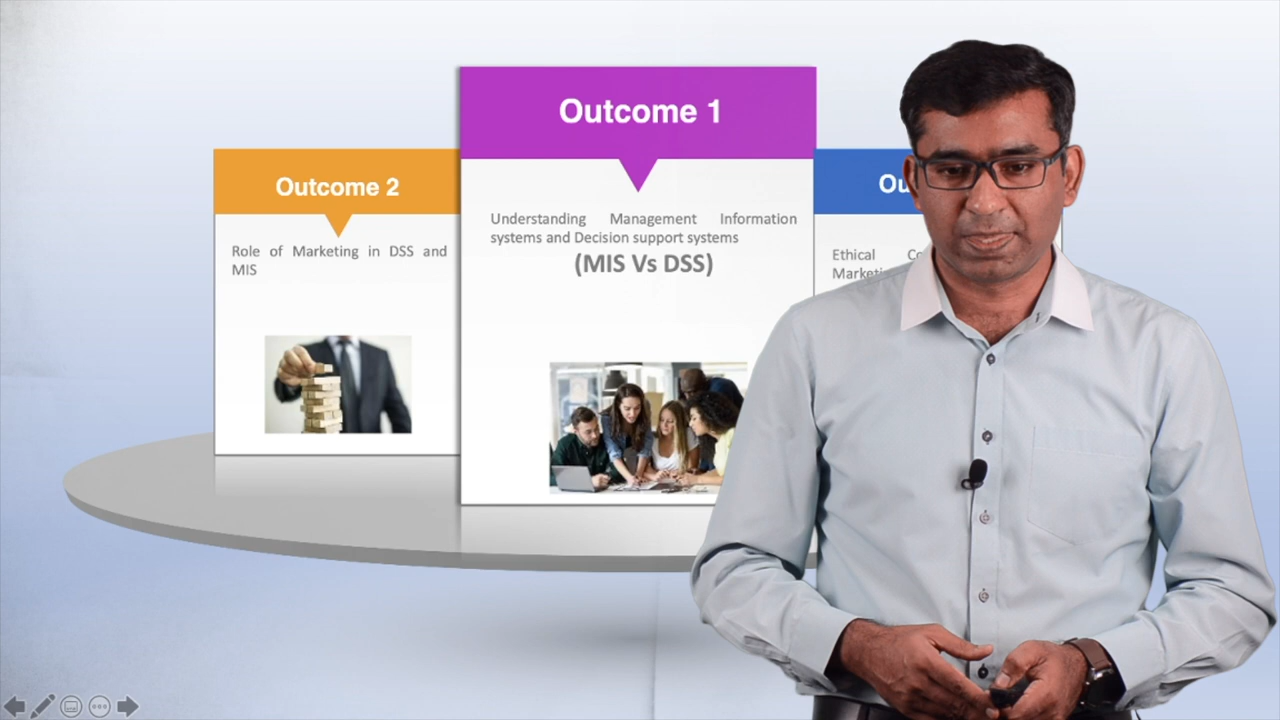 Outcome 1
Understanding Management Information
systems and Decision support systems
(MIS Vs DSS)
Outcome 2
Role of Marketing in DSS and
MIS
Ethical